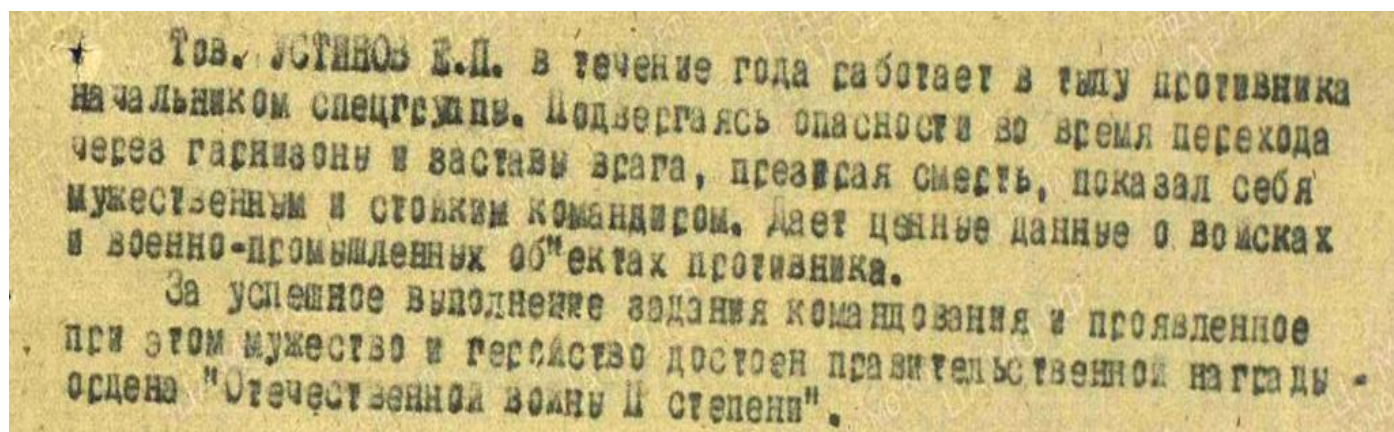 Тов. УСТИНОВ Е.П. в течение года работает в тылу противника
начальником спецгруппы. Подвергаясь опасности во время перехода
через гарнизоны и заставы врага, презирая смерть, показал себя
мужественным и стойким командиром. Дает ценные данные о войсках
и военно-промышленных об"ектах противника.
За успешное выполнение задания командования и проявленное
при этом мужество и геройство достоен правительственной награды -
ордена "Отечественной войны II степени".